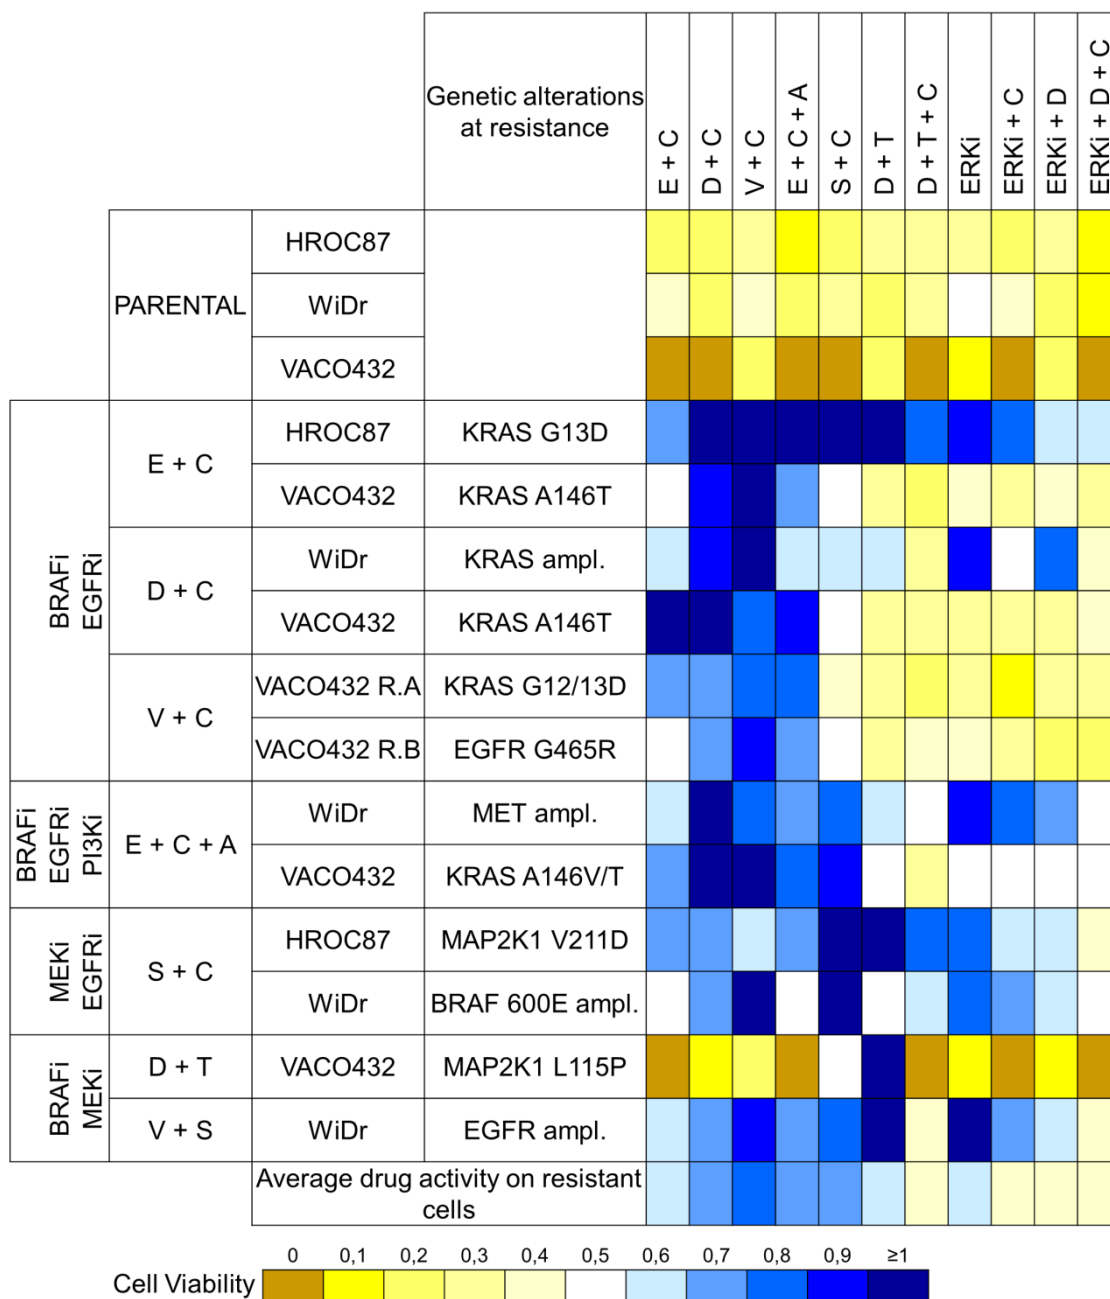 Genetic alterations
at resistance
E + C
D + C
V + C
E + C + A
S + C
D + T
D + T + C
ERKi
ERKi + C
ERKi + D
ERKi + D + C
PARENTAL
HROC87
WiDr
VACO432
BRAFi
EGFRi
E + C
HROC87
KRAS G13D
VACO432
KRAS A146T
D + C
WiDr
KRAS ampl.
VACO432
KRAS A146T
V + C
VACO432 R.A
KRAS G12/13D
VACO432 R.B
EGFR G465R
BRAFi
EGFRi
PI3Ki
E + C + A
WiDr
MET ampl.
VACO432
KRAS A146V/T
MEKi
EGFRi
S + C
HROC87
MAP2K1 V211D
WiDr
BRAF 600E ampl.
BRAFi
MEKi
D + T
VACO432
MAP2K1 L115P
V + S
WiDr
EGFR ampl.
Average drug activity on resistant
cells
0 0,1 0,2 0,3 0,4 0,5 0,6 0,7 0,8 0,9 ≥1
Cell Viability